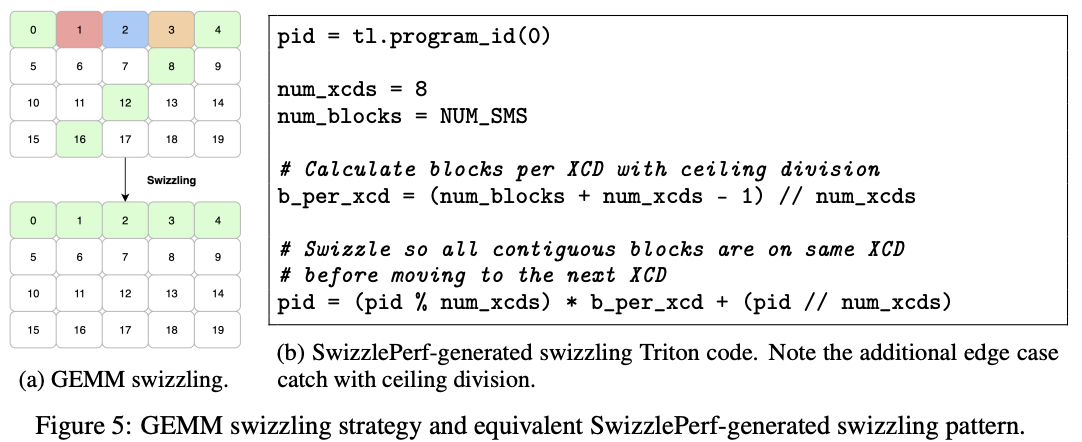 0 1 2 3 4
5 6 7 8 9
10 11 12 13 14
15 16 17 18 19
Swizzling
0 1 2 3 4
5 6 7 8 9
10 11 12 13 14
15 16 17 18 19
(a) GEMM swizzling.
pid = tl.program_id(0)
num_xcds = 8
num_blocks = NUM_SMS
# Calculate blocks per XCD with ceiling division
b_per_xcd = (num_blocks + num_xcds - 1) // num_xcds
# Swizzle so all contiguous blocks are on same XCD
# before moving to the next XCD
pid = (pid % num_xcds) * b_per_xcd + (pid // num_xcds)
(b) SwizzlePerf-generated swizzling Triton code. Note the additional edge case
catch with ceiling division.
Figure 5: GEMM swizzling strategy and equivalent SwizzlePerf-generated swizzling pattern.